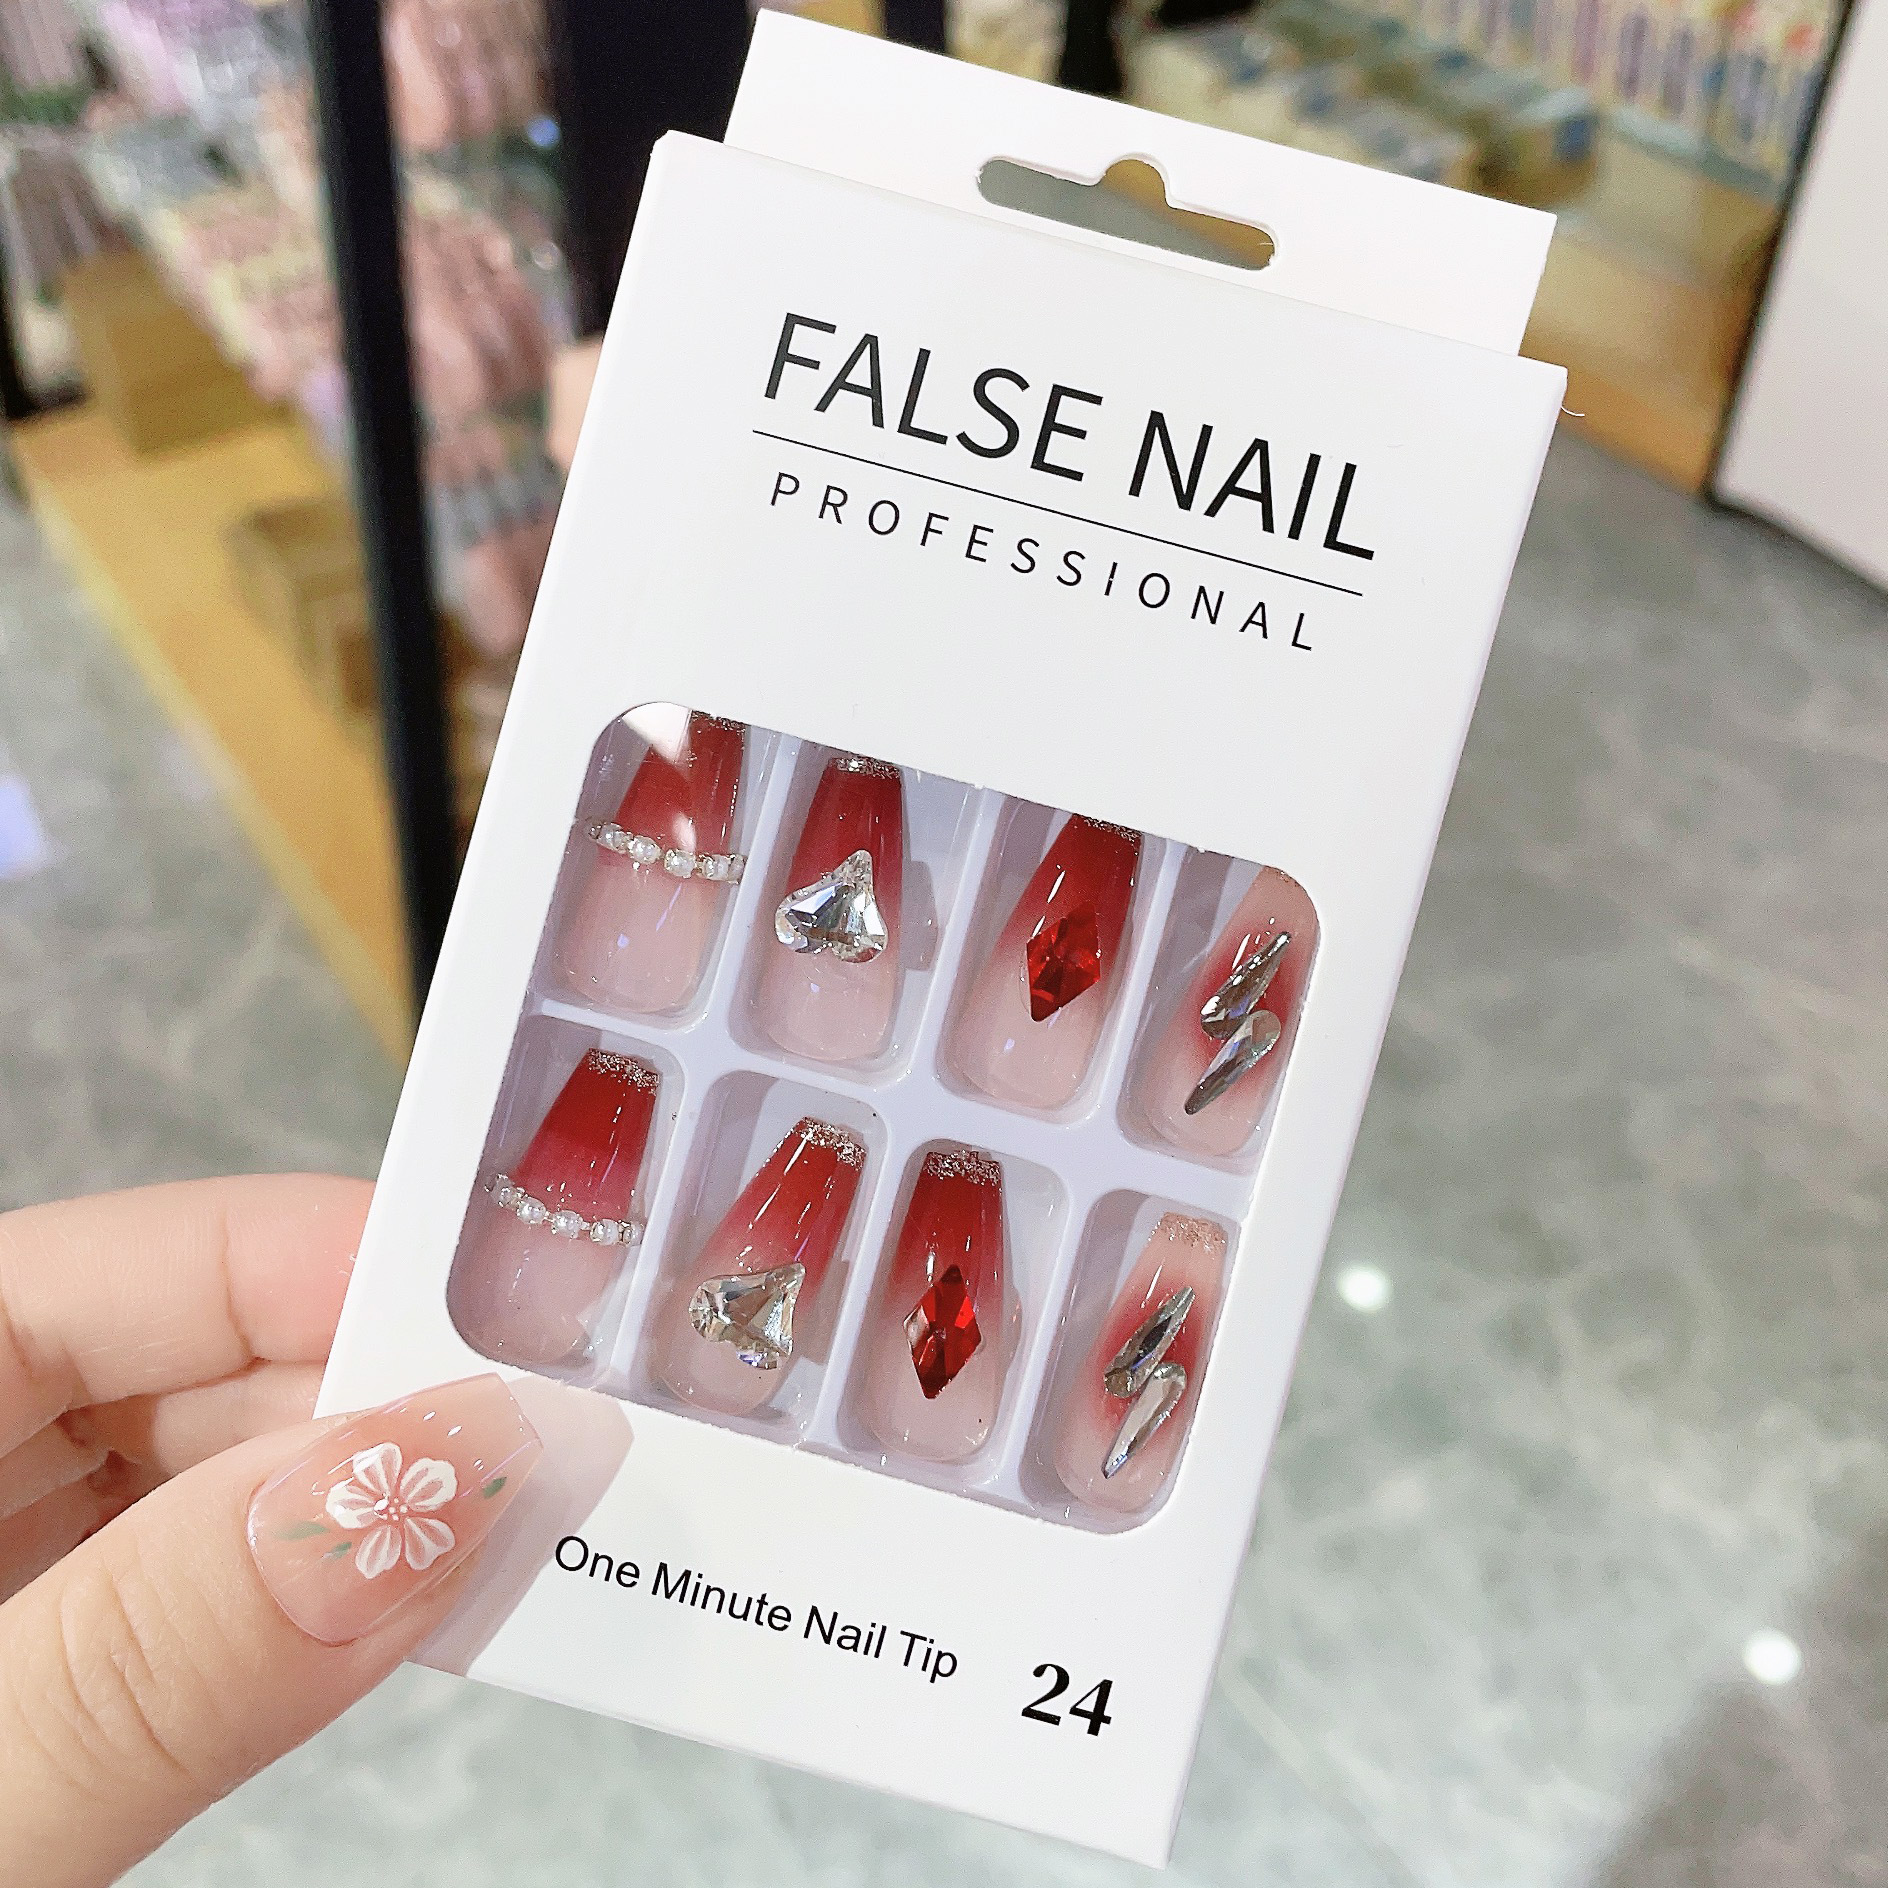 FALSE NAIL
PROFESSIONAL
One Minute Nail Tip 24